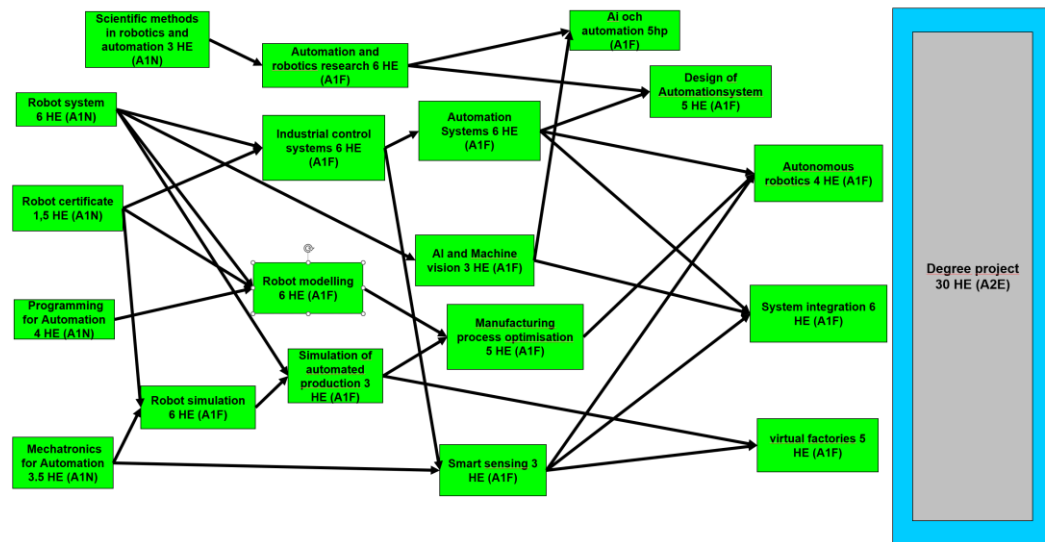 Scientific methods
in robotics and
automation 3 HE
(A1N)
Automation and
robotics research 6 HE
(A1F)
Ai och
automation 5hp
(A1F)
Design of
Automationsystem
5 HE (A1F)
Robot system
6 HE (A1N)
Industrial control
systems 6 HE
(A1F)
Automation
Systems 6 HE
(A1F)
Autonomous
robotics 4 HE (A1F)
Robot certificate
1,5 HE (A1N)
AI and Machine
vision 3 HE (A1F)
Robot modelling
6 HE (A1F)
Programming
for Automation
4 HE (A1N)
Manufacturing
process optimisation
5 HE (A1F)
System integration 6
HE (A1F)
Simulation of
automated
production 3
HE (A1F)
Robot simulation
6 HE (A1F)
Mechatronics
for Automation
3.5 HE (A1N)
Smart sensing 3
HE (A1F)
virtual factories 5
HE (A1F)
Degree project
30 HE (A2E)